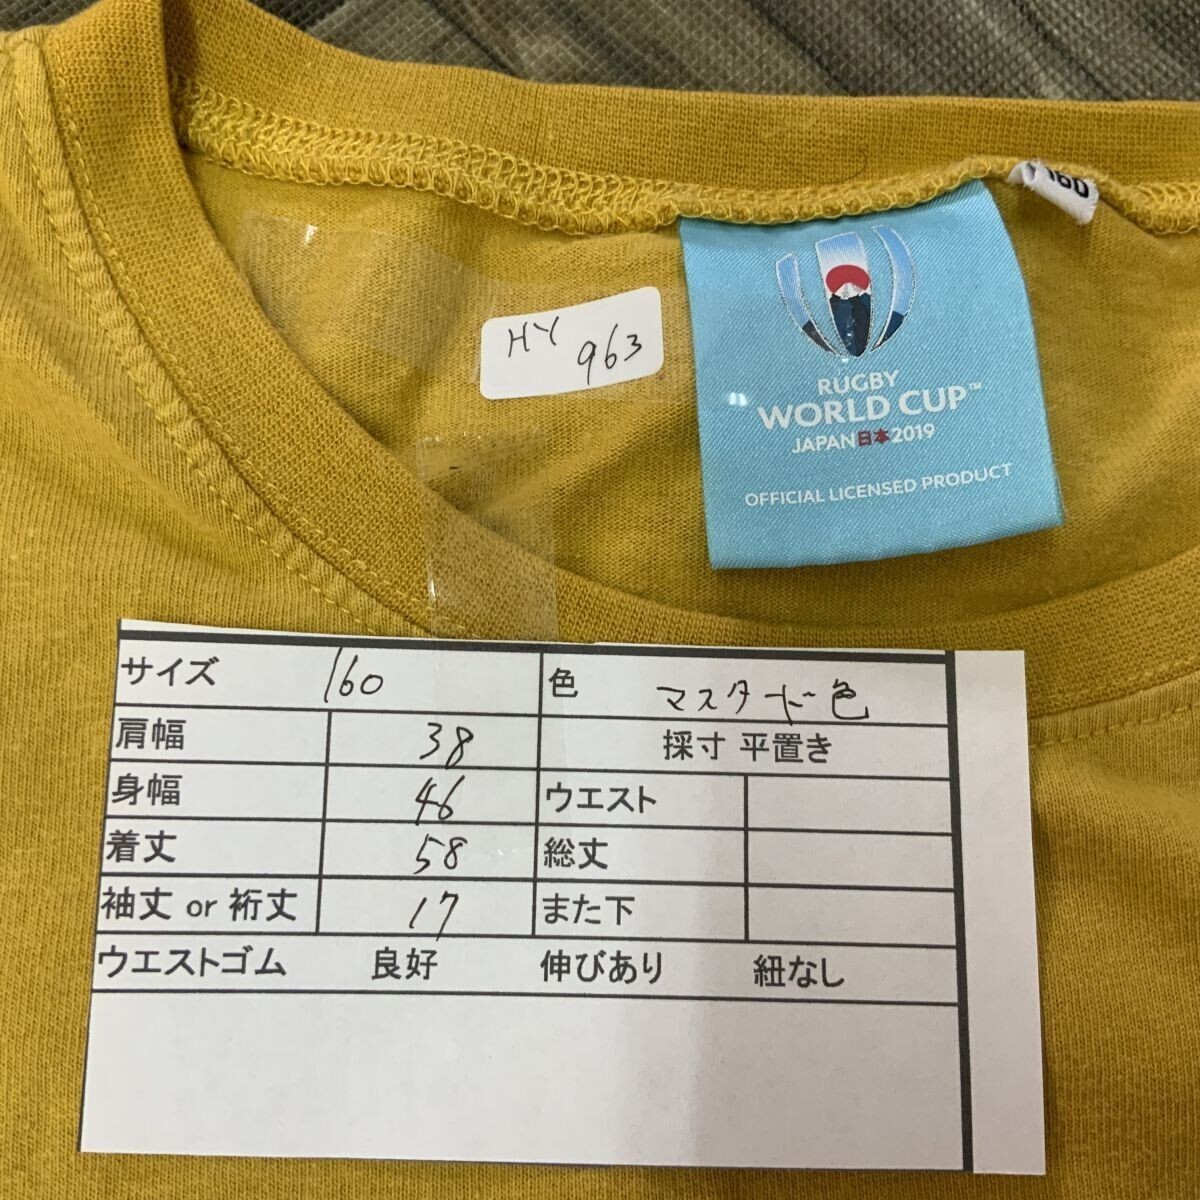 160
HY 963
RUGBY
WORLD CUP™
JAPAN日本2019
OFFICIAL LICENSED PRODUCT
サイズ 160 色 マスタード色
肩幅 38 採寸 平置き
身幅 46 ウエスト
着丈 58 総丈
袖丈 or 裄丈 17 また下
ウエストゴム 良好 伸びあり 紐なし